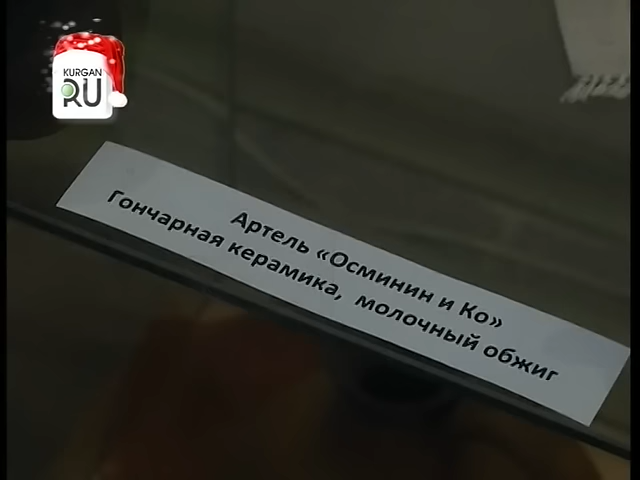 KURGAN
RU
Артель «Осминин и Ко»
Гончарная керамика, молочный обжиг